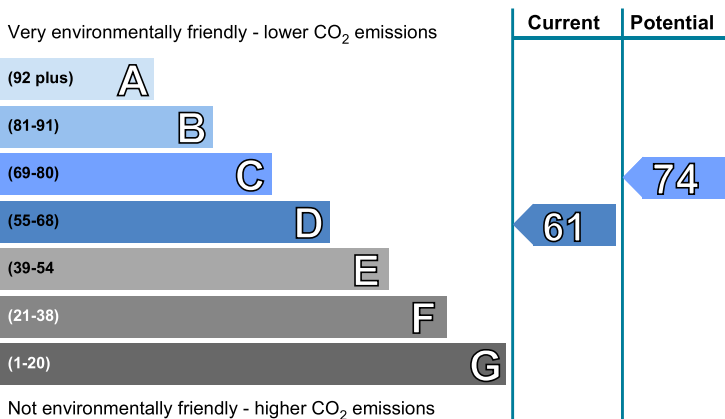 Very environmentally friendly - lower CO2 emissions
Current
Potential
(92 plus) A
(81-91) B
(69-80) C
74
(55-68) D
61
(39-54 E
(21-38) F
(1-20) G
Not environmentally friendly - higher CO2 emissions